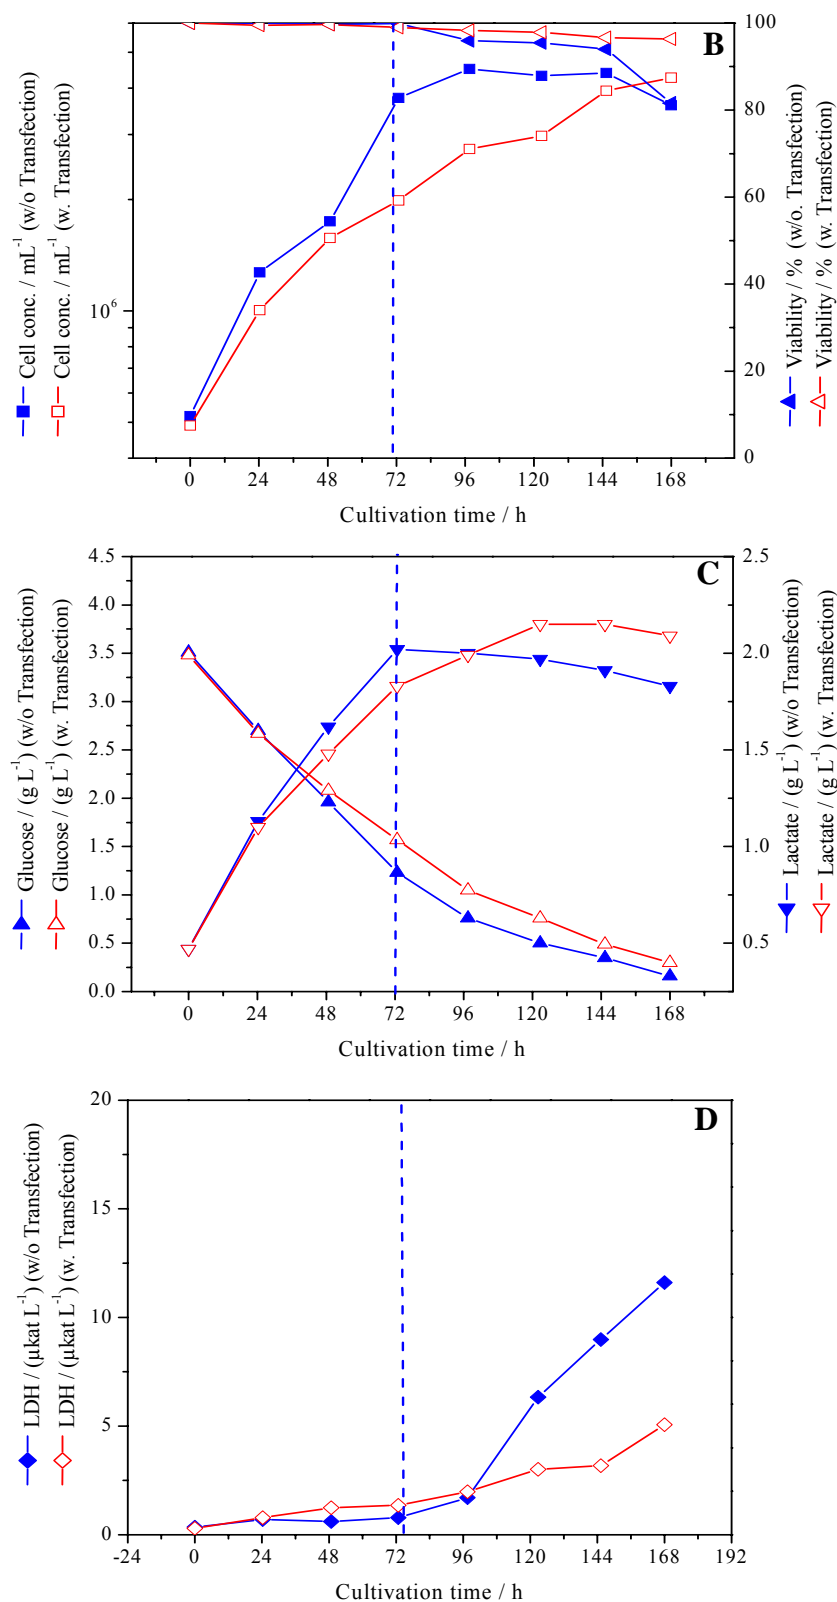 B
Cell conc. / mL⁻¹ (w/o Transfection)
Cell conc. / mL⁻¹ (w. Transfection)
10⁶
100
80
60
40
20
0
Viability / % (w/o. Transfection)
Viability / % (w. Transfection)
0 24 48 72 96 120 144 168
Cultivation time / h
C
Glucose / (g L⁻¹) (w/o Transfection)
Glucose / (g L⁻¹) (w. Transfection)
4.5
4.0
3.5
3.0
2.5
2.0
1.5
1.0
0.5
0.0
2.5
2.0
1.5
1.0
0.5
Lactate / (g L⁻¹) (w/o Transfection)
Lactate / (g L⁻¹) (w. Transfection)
0 24 48 72 96 120 144 168
Cultivation time / h
D
LDH / (µkat L⁻¹) (w/o Transfection)
LDH / (µkat L⁻¹) (w. Transfection)
20
15
10
5
0
-24 0 24 48 72 96 120 144 168 192
Cultivation time / h